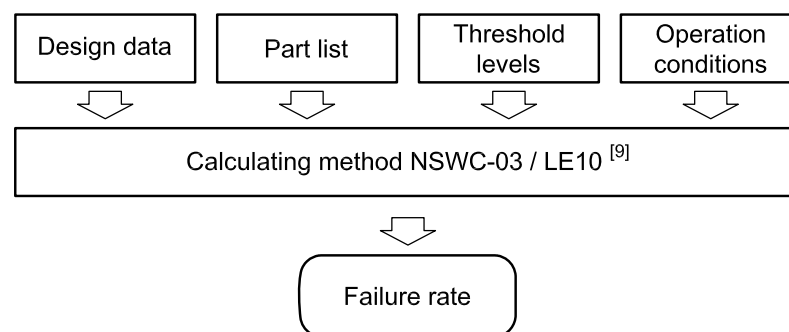 Design data
Part list
Threshold
levels
Operation
conditions
Calculating method NSWC-03 / LE10 [9]
Failure rate